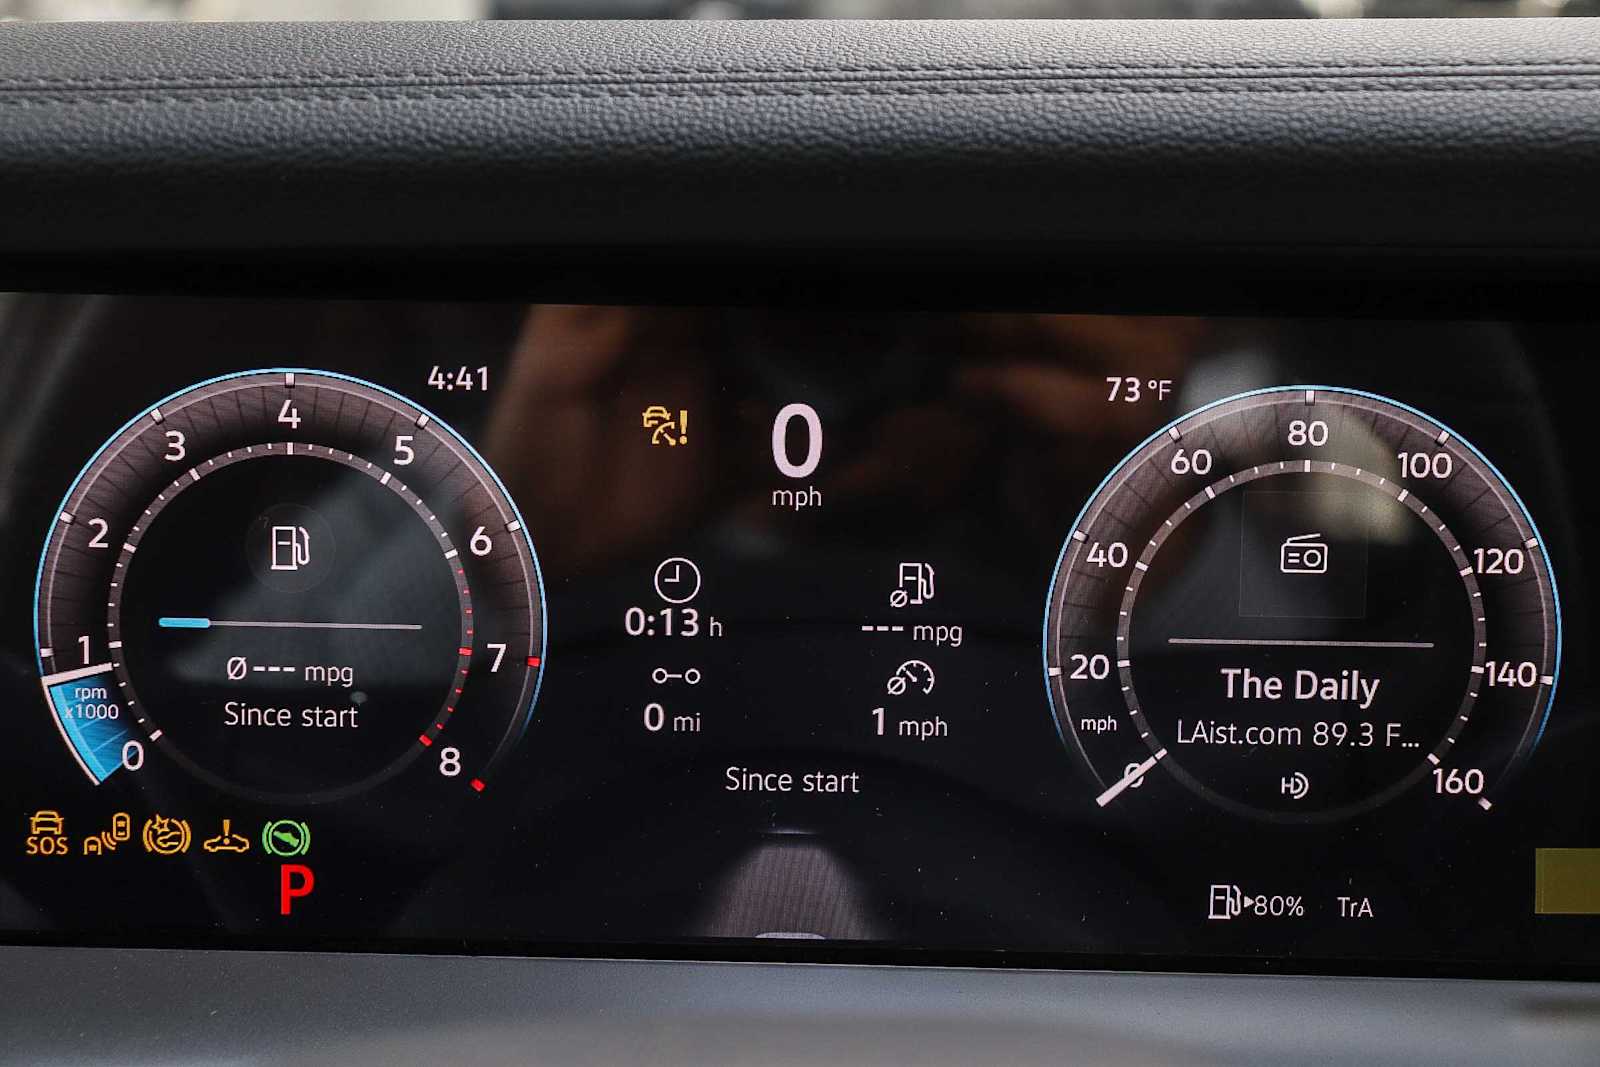 4:41
1
2
3
4
5
6
7
8
0
rpm
x1000
Ø--- mpg
Since start
0
mph
0:13 h
Ø
--- mpg
0 mi
Ø
1 mph
Since start
73 °F
0
20
40
60
80
100
120
140
160
mph
The Daily
LAist.com 89.3 F...
HD
SOS
P
80%
TrA